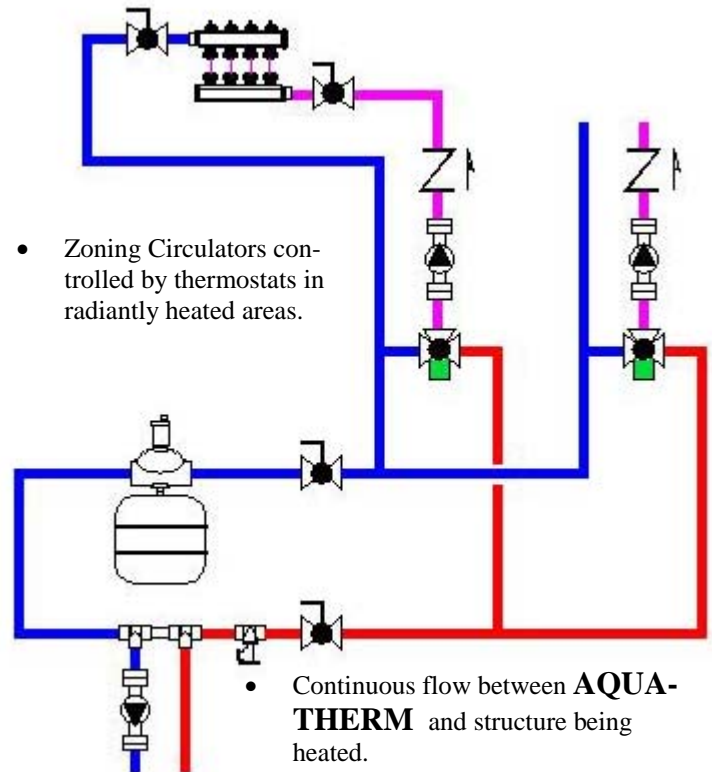 • Zoning Circulators con-
trolled by thermostats in
radiantly heated areas.
• Continuous flow between AQUA-
THERM and structure being
heated.